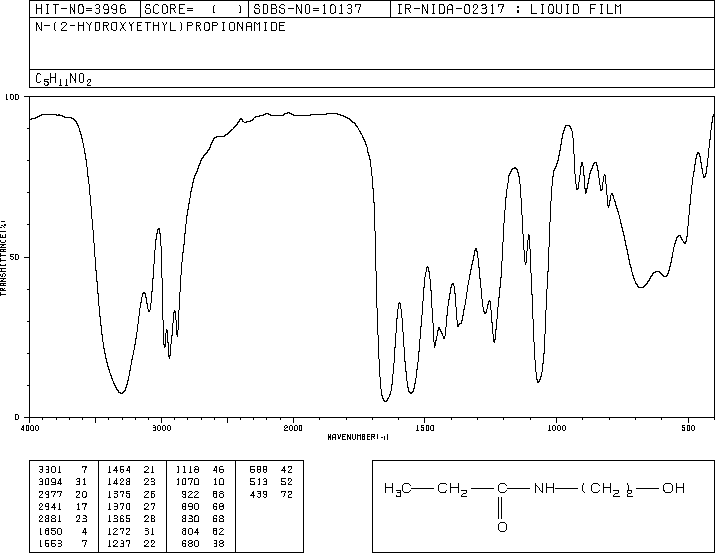 HIT-NO=3996 SCORE= ( ) SDBS-NO=10137 IR-NIDA-02317 : LIQUID FILM
N-(2-HYDROXYETHYL)PROPIONAMIDE
C5H11NO2
100
50
0
TRANSMITTANCE(%)
4000 3000 2000 1500 1000 500
WAVENUMBER(-1)
3301 7 1464 21 1118 46 588 42
3094 31 1428 23 1070 10 513 52
2977 20 1375 26 922 68 439 72
2941 17 1370 27 890 68
2881 23 1365 28 830 68
1650 4 1272 31 804 62
1553 7 1237 22 680 38
H3C—CH2—C—NH—(CH2)2—OH
O